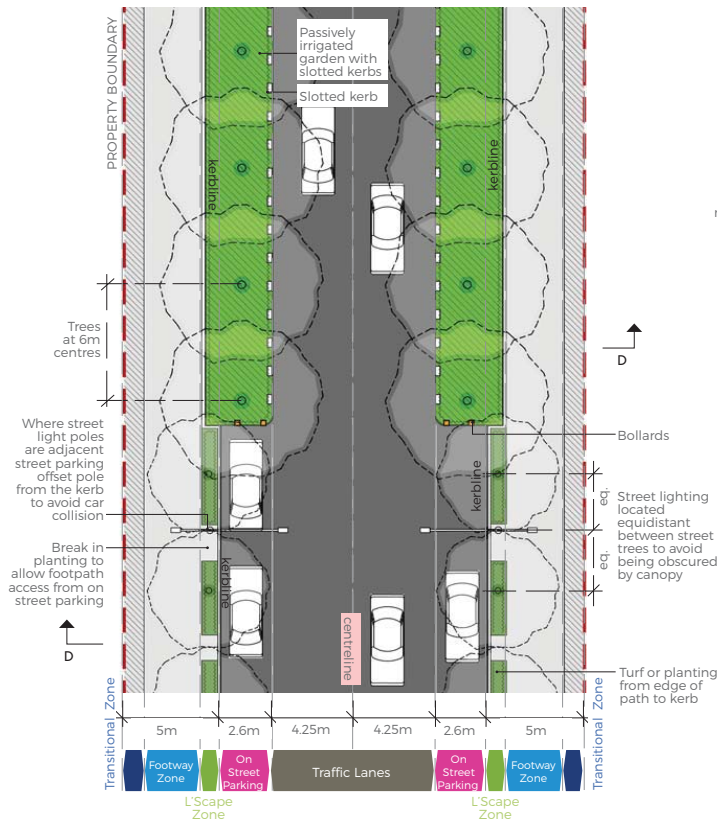 PROPERTY BOUNDARY
Passively
irrigated
garden with
slotted kerbs
Slotted kerb
kerbline
kerbline
Trees
at 6m
centres
D
Where street
light poles
are adjacent
street parking
offset pole
from the kerb
to avoid car
collision
Bollards
kerbline
eq.
Street lighting
located
equidistant
between street
trees to avoid
being obscured
by canopy
eq.
Break in
planting to
allow footpath
access from on
street parking
kerbline
centreline
D
Turf or planting
from edge of
path to kerb
Transitional Zone
5m
2.6m
4.25m
4.25m
2.6m
5m
Transitional Zone
Footway
Zone
On
Street
Parking
Traffic Lanes
On
Street
Parking
Footway
Zone
L'Scape
Zone
L'Scape
Zone